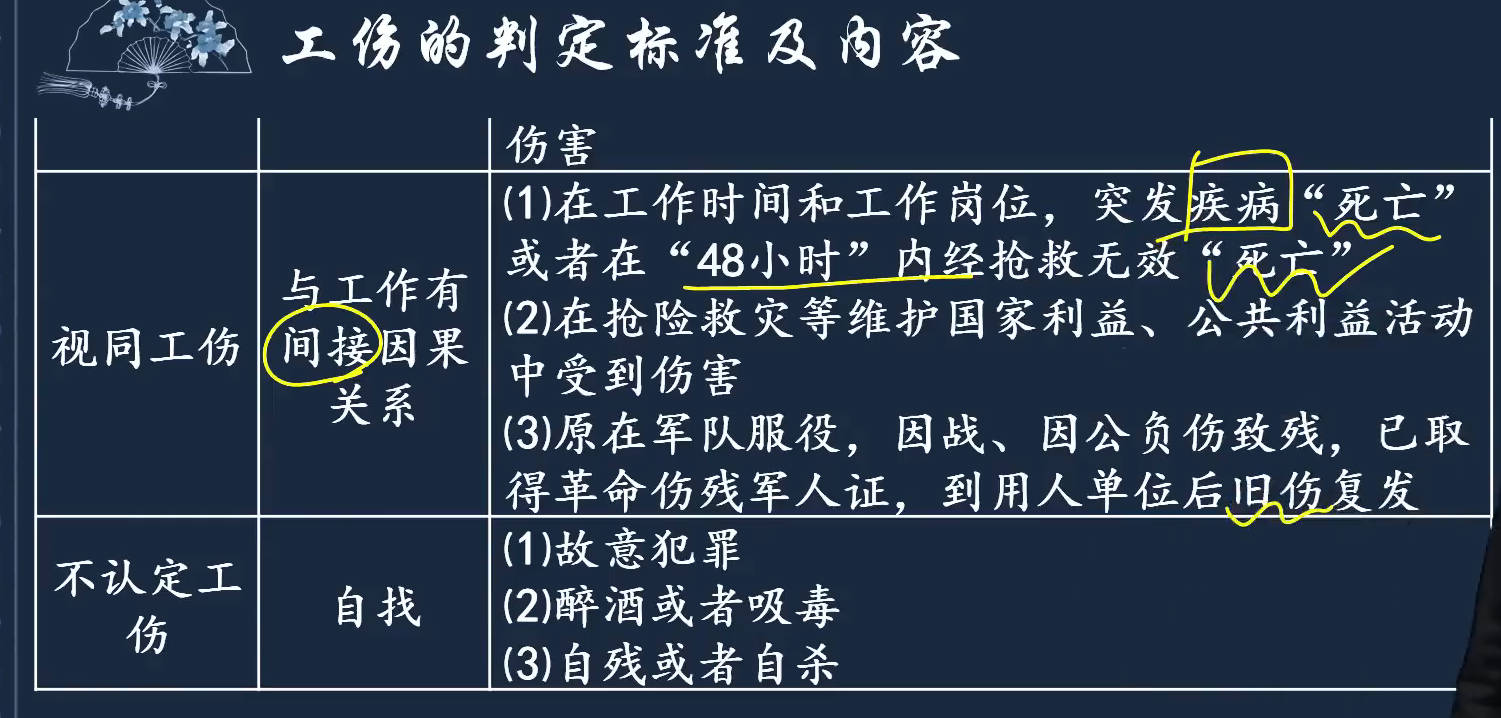 工伤的判定标准及内容
伤害
视同工伤
与工作有
间接因果
关系
(1)在工作时间和工作岗位，突发疾病“死亡”
或者在“48小时”内经抢救无效“死亡”
(2)在抢险救灾等维护国家利益、公共利益活动
中受到伤害
(3)原在军队服役，因战、因公负伤致残，已取
得革命伤残军人证，到用人单位后旧伤复发
不认定工
伤
自找
(1)故意犯罪
(2)醉酒或者吸毒
(3)自残或者自杀